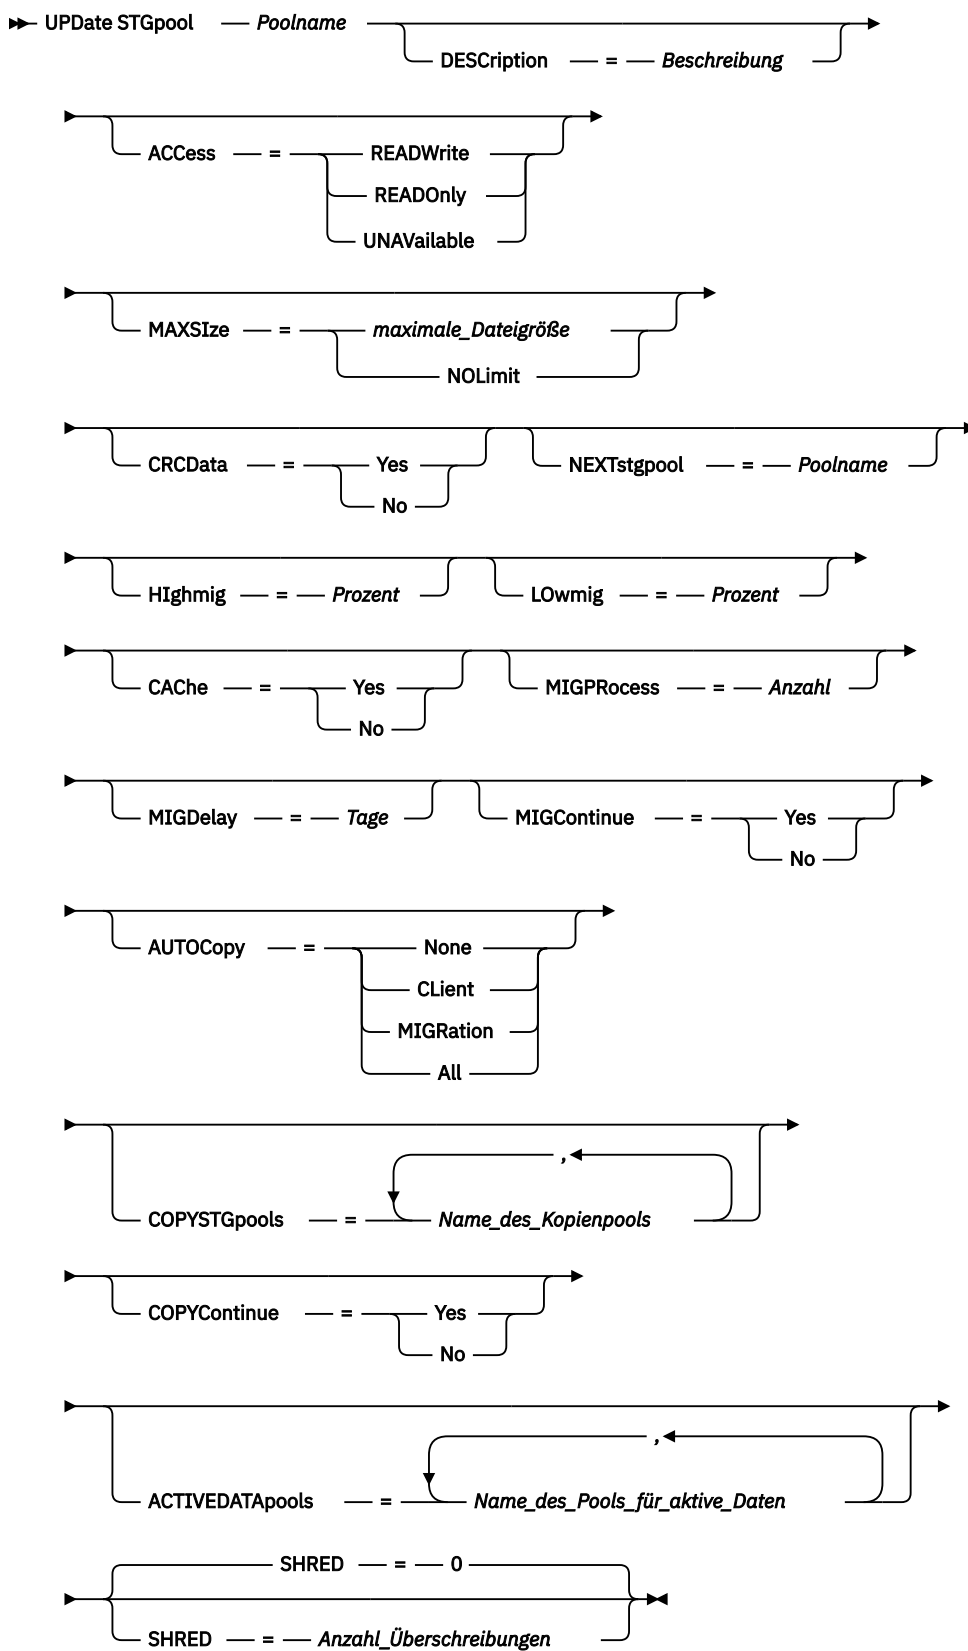 UPDate STGpool Poolname
DESCription = Beschreibung
ACCess = READWrite
READOnly
UNAVailable
MAXSIze = maximale_Dateigröße
NOLimit
CRCData = Yes NEXTstgpool = Poolname
No
HIghmig = Prozent LOwmig = Prozent
CAChe = Yes MIGPRocess = Anzahl
No
MIGDelay = Tage MIGContinue = Yes
No
AUTOCopy = None
CLient
MIGRation
All
,
COPYSTGpools = Name_des_Kopienpools
COPYContinue = Yes
No
,
ACTIVEDATApools = Name_des_Pools_für_aktive_Daten
SHRED = 0
SHRED = Anzahl_Überschreibungen